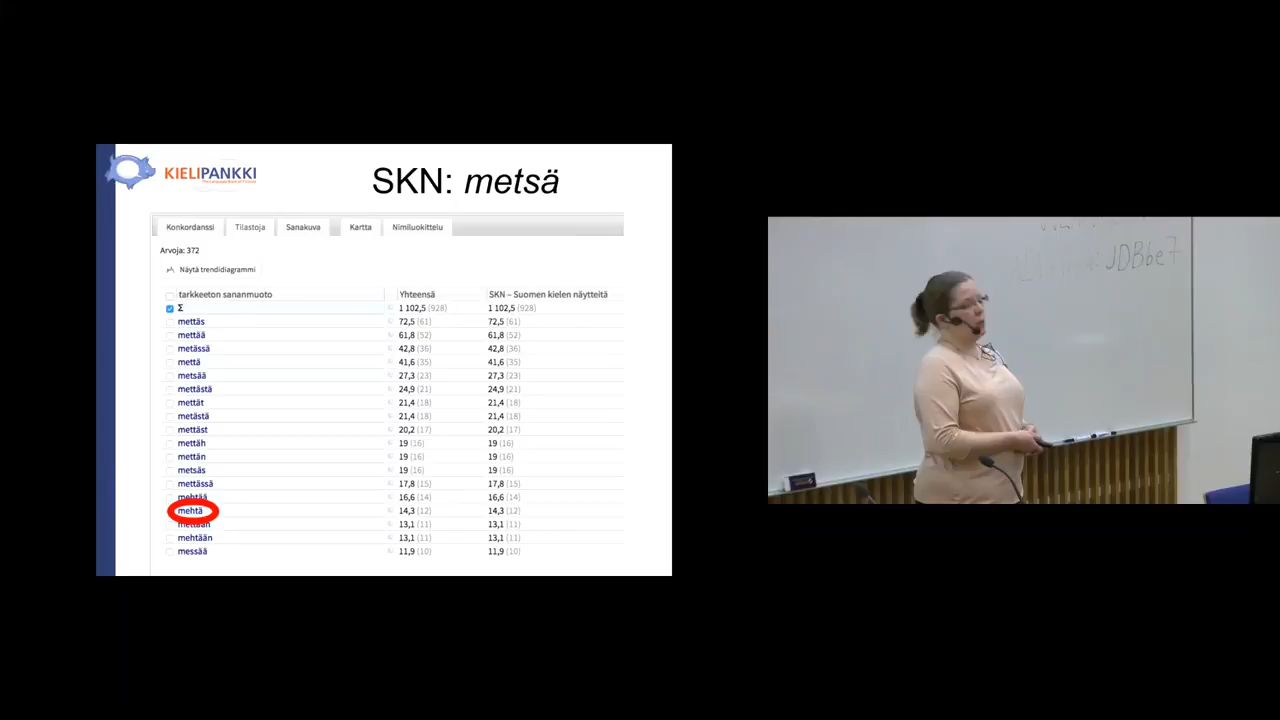 KIELIPANKKI
SKN: metsä
Konkordanssi Tilastoja Sanakuva Kartta Nimiluokittelu
Arvoja: 372
Näytä trendidiagrammi
tarkkeeton sananmuoto Yhteensä SKN – Suomen kielen näytteitä
Σ 1 102,5 (928) 1 102,5 (928)
mettäs 72,5 (61) 72,5 (61)
mettää 61,8 (52) 61,8 (52)
metässä 42,8 (36) 42,8 (36)
mettä 41,6 (35) 41,6 (35)
metsää 27,3 (23) 27,3 (23)
mettästä 24,9 (21) 24,9 (21)
mettät 21,4 (18) 21,4 (18)
metästä 21,4 (18) 21,4 (18)
mettäst 20,2 (17) 20,2 (17)
mettäh 19 (16) 19 (16)
mettän 19 (16) 19 (16)
metsäs 19 (16) 19 (16)
mettässä 17,8 (15) 17,8 (15)
mehtää 16,6 (14) 16,6 (14)
mehtä 14,3 (12) 14,3 (12)
mettään 13,1 (11) 13,1 (11)
mehtään 13,1 (11) 13,1 (11)
messää 11,9 (10) 11,9 (10)
JDBbe7